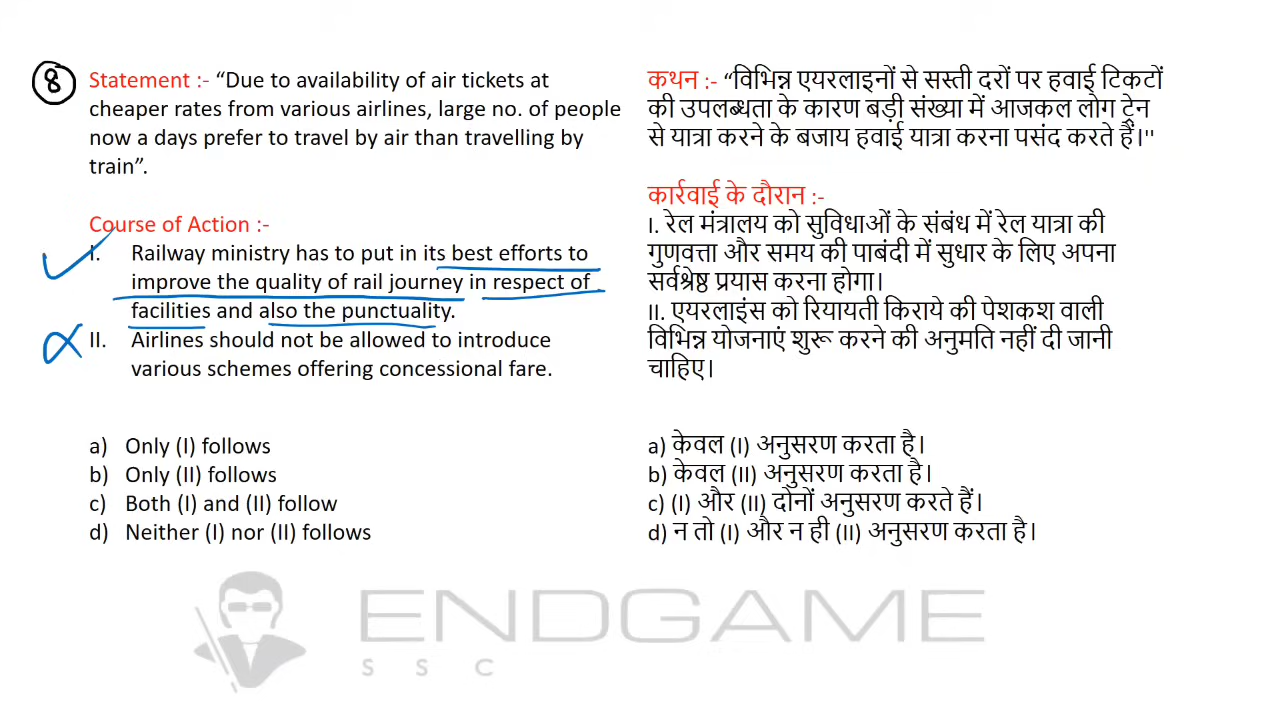 8
Statement :- “Due to availability of air tickets at
cheaper rates from various airlines, large no. of people
now a days prefer to travel by air than travelling by
train”.
Course of Action :-
I. Railway ministry has to put in its best efforts to
improve the quality of rail journey in respect of
facilities and also the punctuality.
II. Airlines should not be allowed to introduce
various schemes offering concessional fare.
a) Only (I) follows
b) Only (II) follows
c) Both (I) and (II) follow
d) Neither (I) nor (II) follows
कथन :- “विभिन्न एयरलाइनों से सस्ती दरों पर हवाई टिकटों
की उपलब्धता के कारण बड़ी संख्या में आजकल लोग ट्रेन
से यात्रा करने के बजाय हवाई यात्रा करना पसंद करते हैं।''
कार्रवाई के दौरान :-
I. रेल मंत्रालय को सुविधाओं के संबंध में रेल यात्रा की
गुणवत्ता और समय की पाबंदी में सुधार के लिए अपना
सर्वश्रेष्ठ प्रयास करना होगा।
II. एयरलाइंस को रियायती किराये की पेशकश वाली
विभिन्न योजनाएं शुरू करने की अनुमति नहीं दी जानी
चाहिए।
a) केवल (I) अनुसरण करता है।
b) केवल (II) अनुसरण करता है।
c) (I) और (II) दोनों अनुसरण करते हैं।
d) न तो (I) और न ही (II) अनुसरण करता है।
ENDGAME
SSC